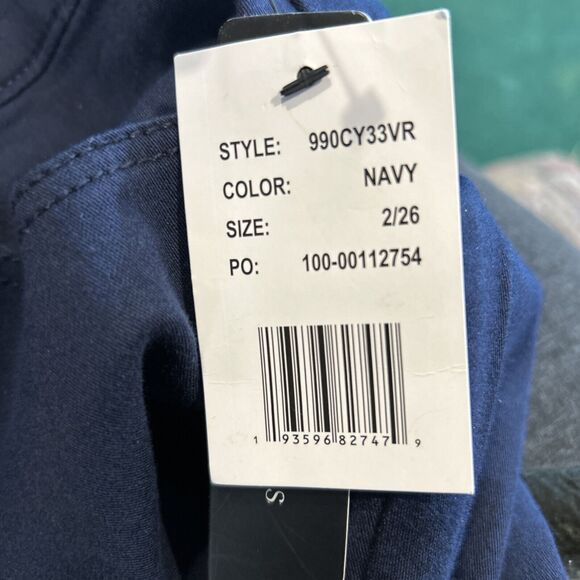 STYLE: 990CY33VR
COLOR: NAVY
SIZE: 2/26
PO: 100-00112754
1 93596 82747 9
S